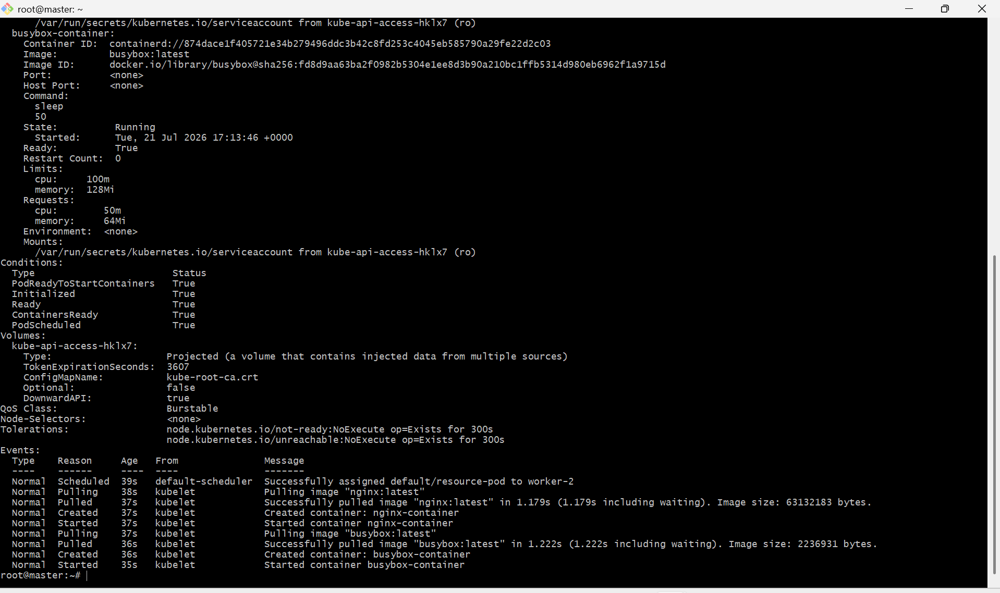 root@master: ~
/var/run/secrets/kubernetes.io/serviceaccount from kube-api-access-hklx7 (ro)
busybox-container:
Container ID:  containerd://874dace1f405721e34b279496ddc3b42c8fd253c4045eb585790a29fe22d2c03
Image:         busybox:latest
Image ID:      docker.io/library/busybox@sha256:fd8d9aa63ba2f0982b5304e1ee8d3b90a210bc1ffb5314d980eb6962f1a9715d
Port:          <none>
Host Port:     <none>
Command:
sleep
50
State:          Running
Started:      Tue, 21 Jul 2026 17:13:46 +0000
Ready:          True
Restart Count:  0
Limits:
cpu:     100m
memory:  128Mi
Requests:
cpu:        50m
memory:     64Mi
Environment:  <none>
Mounts:
/var/run/secrets/kubernetes.io/serviceaccount from kube-api-access-hklx7 (ro)
Conditions:
Type                        Status
PodReadyToStartContainers   True
Initialized                 True
Ready                       True
ContainersReady             True
PodScheduled                True
Volumes:
kube-api-access-hklx7:
Type:                    Projected (a volume that contains injected data from multiple sources)
TokenExpirationSeconds:  3607
ConfigMapName:           kube-root-ca.crt
Optional:                false
DownwardAPI:             true
QoS Class:                   Burstable
Node-Selectors:              <none>
Tolerations:                 node.kubernetes.io/not-ready:NoExecute op=Exists for 300s
node.kubernetes.io/unreachable:NoExecute op=Exists for 300s
Events:
Type    Reason     Age   From               Message
----    ------     ----  ----               -------
Normal  Scheduled  39s   default-scheduler  Successfully assigned default/resource-pod to worker-2
Normal  Pulling    38s   kubelet            Pulling image "nginx:latest"
Normal  Pulled     37s   kubelet            Successfully pulled image "nginx:latest" in 1.179s (1.179s including waiting). Image size: 63132183 bytes.
Normal  Created    37s   kubelet            Created container: nginx-container
Normal  Started    37s   kubelet            Started container nginx-container
Normal  Pulling    37s   kubelet            Pulling image "busybox:latest"
Normal  Pulled     36s   kubelet            Successfully pulled image "busybox:latest" in 1.222s (1.222s including waiting). Image size: 2236931 bytes.
Normal  Created    36s   kubelet            Created container: busybox-container
Normal  Started    35s   kubelet            Started container busybox-container
root@master:~#